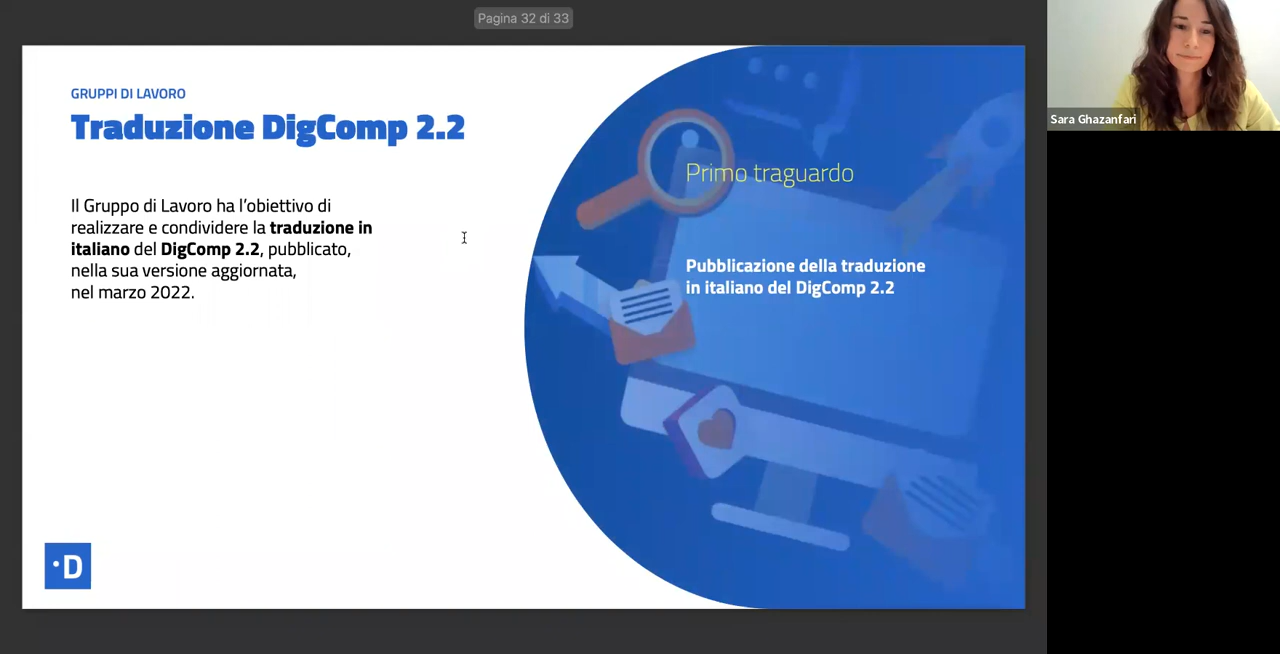 Pagina 32 di 33
GRUPPI DI LAVORO
Traduzione DigComp 2.2
Il Gruppo di Lavoro ha l'obiettivo di
realizzare e condividere la traduzione in
italiano del DigComp 2.2, pubblicato,
nella sua versione aggiornata,
nel marzo 2022.
Primo traguardo
Pubblicazione della traduzione
in italiano del DigComp 2.2
·D
Sara Ghazanfari